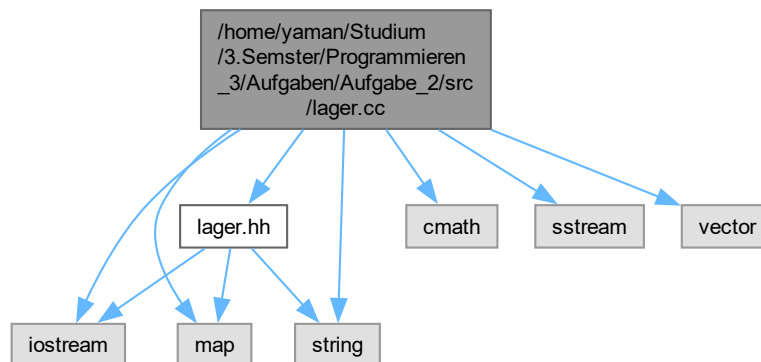 /home/yaman/Studium
/3.Semster/Programmieren
_3/Aufgaben/Aufgabe_2/src
/lager.cc
lager.hh
cmath
sstream
vector
iostream
map
string